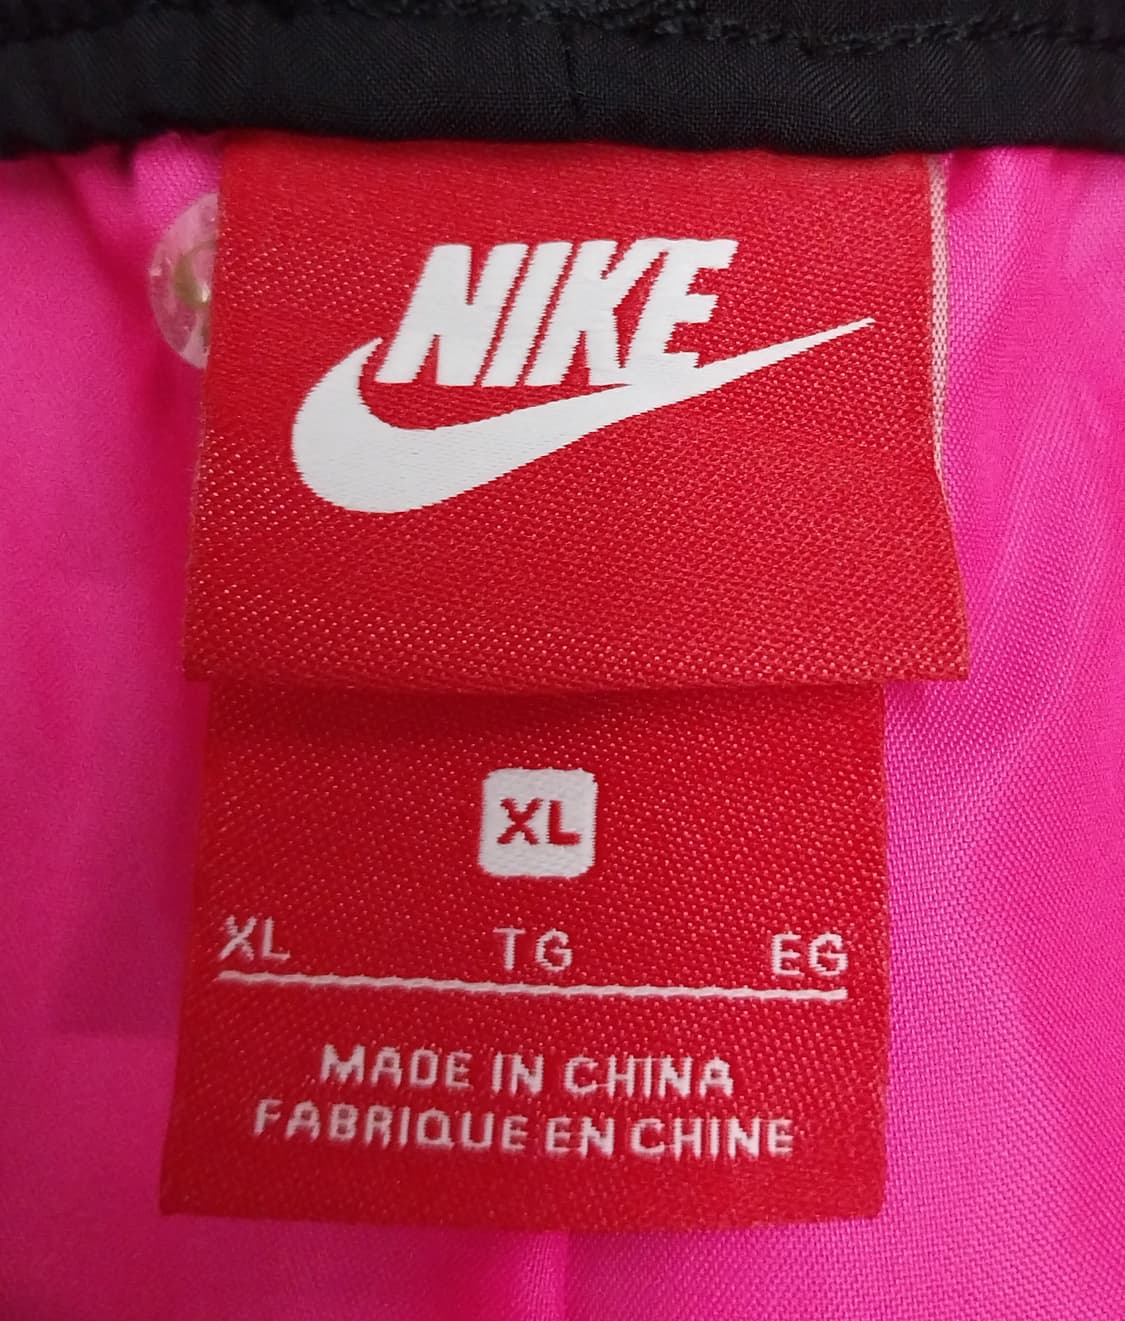 NIKE
XL
XL TG EG
MADE IN CHINA
FABRIQUE EN CHINE